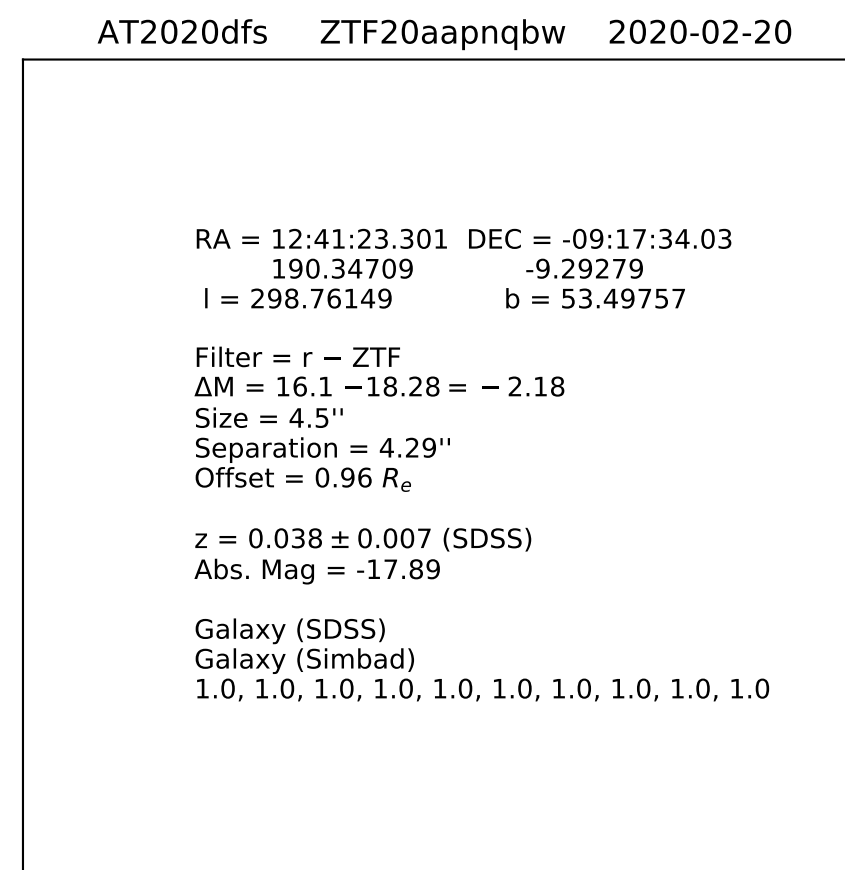 AT2020dfs ZTF20aapnqbw 2020-02-20
RA = 12:41:23.301 DEC = -09:17:34.03
190.34709 -9.29279
l = 298.76149 b = 53.49757
Filter = r − ZTF
ΔM = 16.1 −18.28 = − 2.18
Size = 4.5''
Separation = 4.29''
Offset = 0.96 Re
z = 0.038 ± 0.007 (SDSS)
Abs. Mag = -17.89
Galaxy (SDSS)
Galaxy (Simbad)
1.0, 1.0, 1.0, 1.0, 1.0, 1.0, 1.0, 1.0, 1.0, 1.0